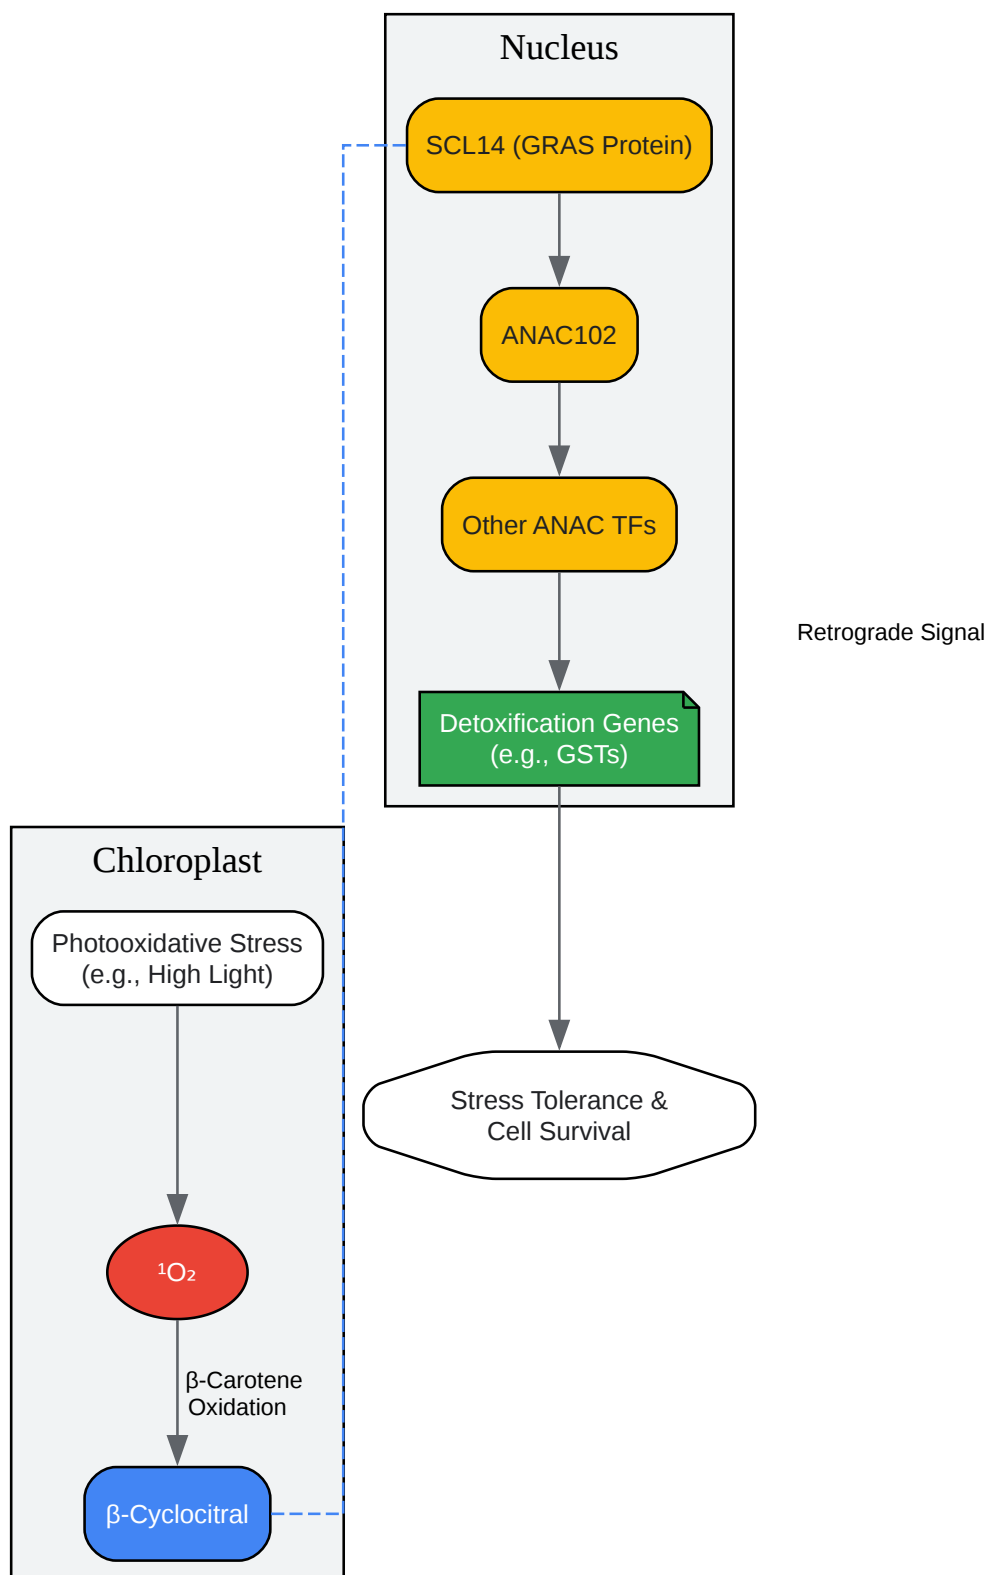 Nucleus
SCL14 (GRAS Protein)
ANAC102
Other ANAC TFs
Retrograde Signal
Detoxification Genes
(e.g., GSTs)
Chloroplast
Photooxidative Stress
(e.g., High Light)
Stress Tolerance &
Cell Survival
¹O₂
β-Carotene
Oxidation
β-Cyclocitral